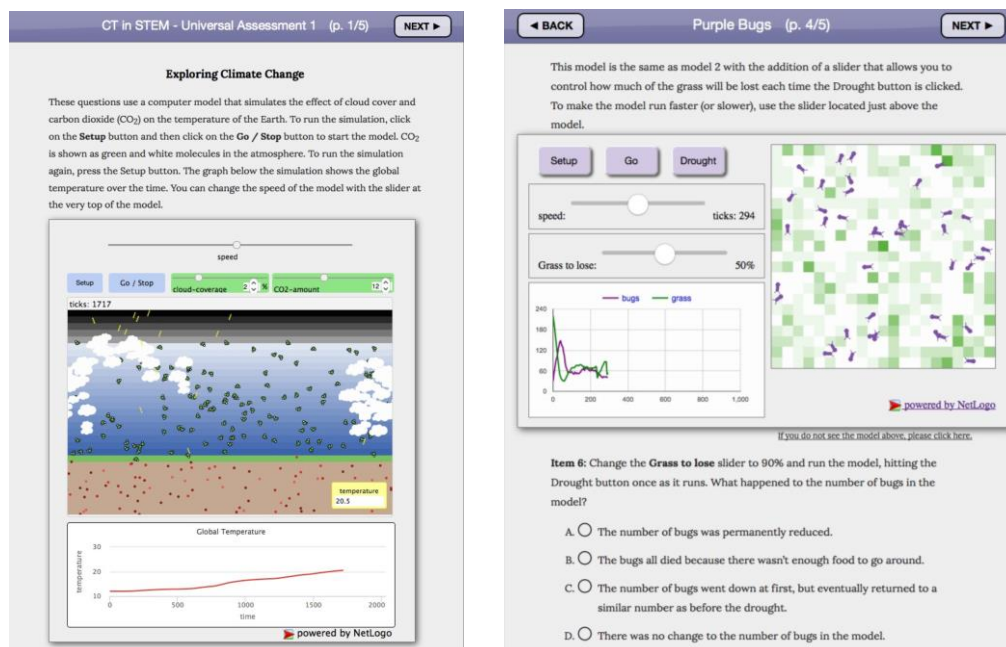 CT in STEM - Universal Assessment 1 (p. 1/5)
NEXT ►
Exploring Climate Change
These questions use a computer model that simulates the effect of cloud cover and
carbon dioxide (CO₂) on the temperature of the Earth. To run the simulation, click
on the Setup button and then click on the Go / Stop button to start the model. CO₂
is shown as green and white molecules in the atmosphere. To run the simulation
again, press the Setup button. The graph below the simulation shows the global
temperature over the time. You can change the speed of the model with the slider at
the very top of the model.
speed
Setup
Go / Stop
cloud-coverage 2 %
CO2-amount 12
ticks: 1717
temperature
20.5
Global Temperature
temperature
30
20
10
0 500 1000 1500 2000
time
powered by NetLogo
◄ BACK
Purple Bugs (p. 4/5)
NEXT ►
This model is the same as model 2 with the addition of a slider that allows you to
control how much of the grass will be lost each time the Drought button is clicked.
To make the model run faster (or slower), use the slider located just above the
model.
Setup
Go
Drought
speed:
ticks: 294
Grass to lose:
50%
bugs grass
240
180
120
60
0
0 200 400 600 800 1,000
powered by NetLogo
If you do not see the model above, please click here.
Item 6: Change the Grass to lose slider to 90% and run the model, hitting the
Drought button once as it runs. What happened to the number of bugs in the
model?
A. The number of bugs was permanently reduced.
B. The bugs all died because there wasn't enough food to go around.
C. The number of bugs went down at first, but eventually returned to a
similar number as before the drought.
D. There was no change to the number of bugs in the model.